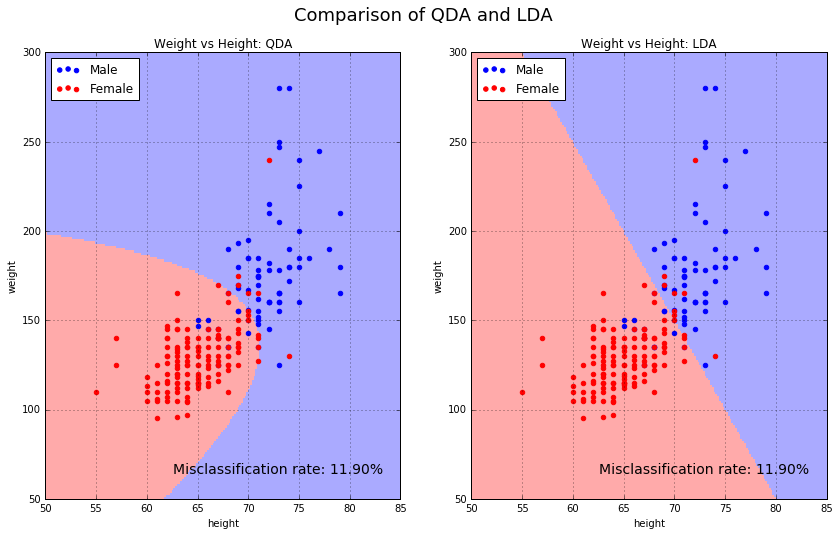 Comparison of QDA and LDA
Weight vs Height: QDA
Male
Female
300
250
200
150
100
50
weight
Misclassification rate: 11.90%
50 55 60 65 70 75 80 85
height
Weight vs Height: LDA
Male
Female
300
250
200
150
100
50
weight
Misclassification rate: 11.90%
50 55 60 65 70 75 80 85
height